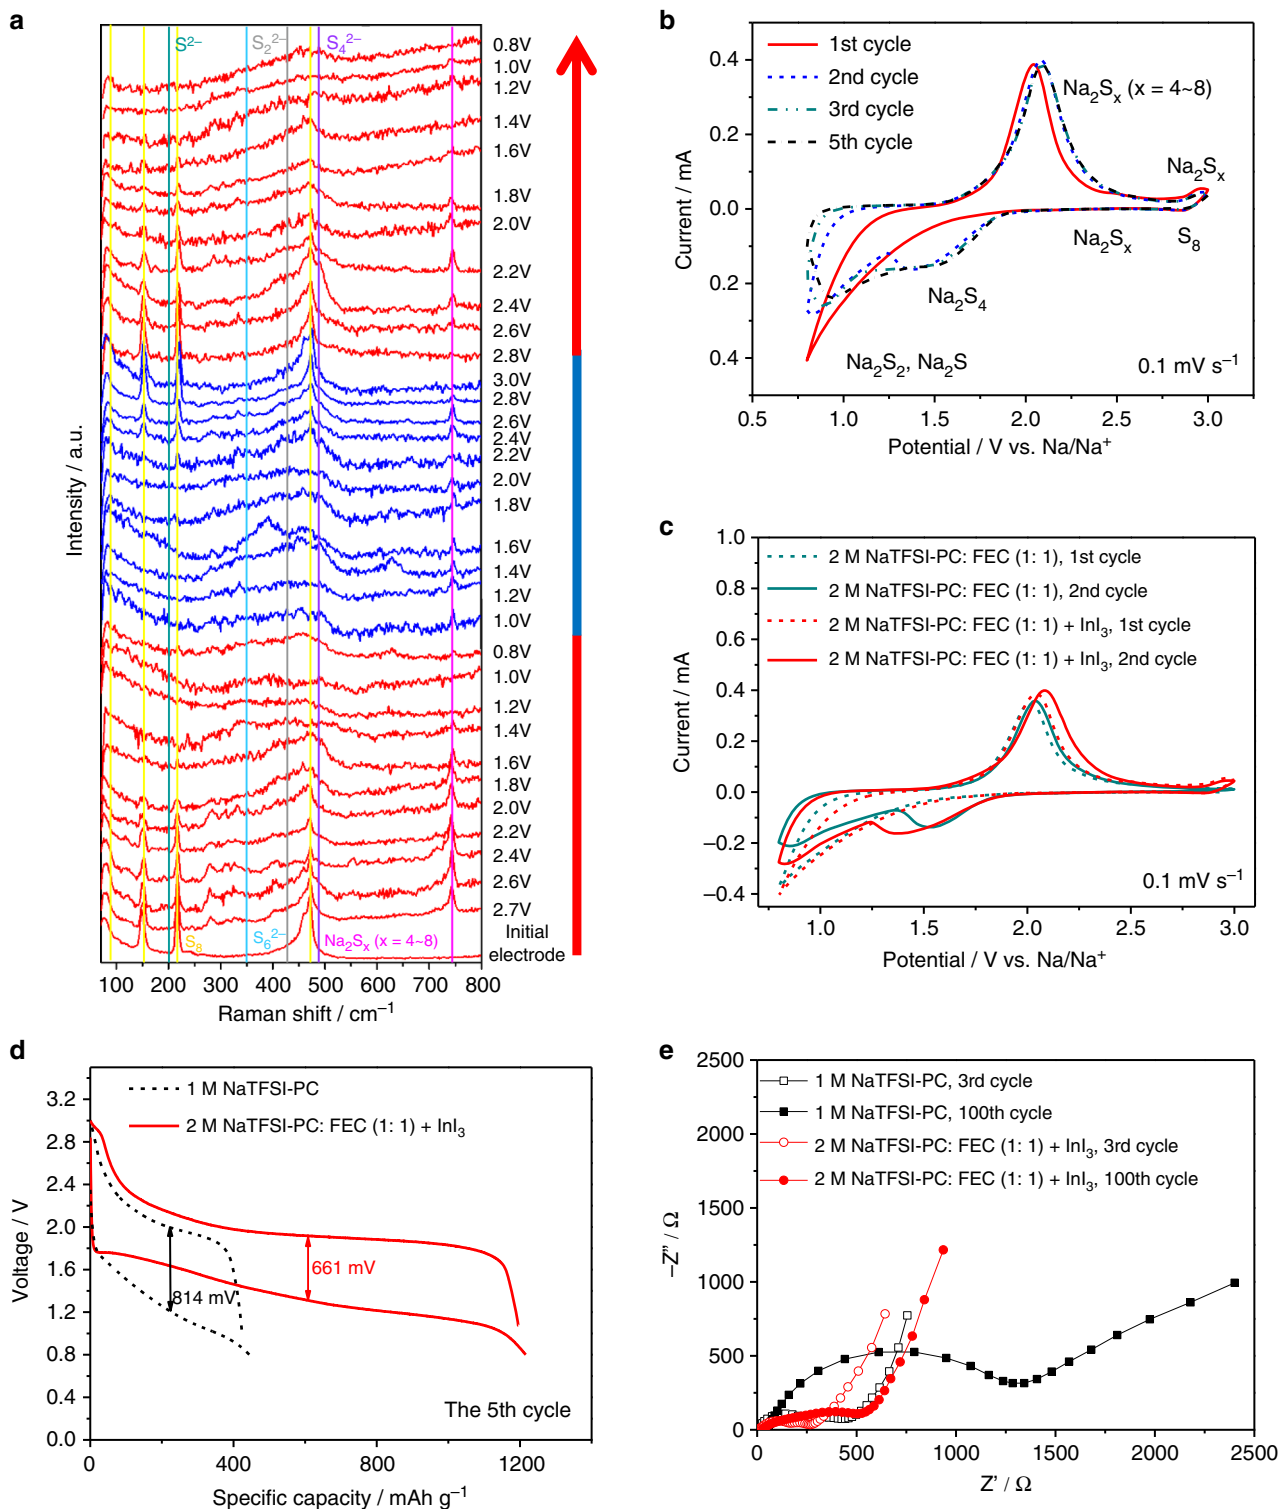 a
S²⁻
S₂²⁻
S₄²⁻
0.8V
1.0V
1.2V
1.4V
1.6V
1.8V
2.0V
2.2V
2.4V
2.6V
2.8V
3.0V
2.8V
2.6V
2.4V
2.2V
2.0V
1.8V
1.6V
1.4V
1.2V
1.0V
0.8V
1.0V
1.2V
1.4V
1.6V
1.8V
2.0V
2.2V
2.4V
2.6V
2.7V
Initial
electrode
S₈
S₆²⁻
Na₂Sₓ (x = 4~8)
Intensity / a.u.
100 200 300 400 500 600 700 800
Raman shift / cm⁻¹
b
1st cycle
2nd cycle
3rd cycle
5th cycle
Na₂Sₓ (x = 4~8)
Na₂Sₓ
Na₂Sₓ
S₈
Na₂S₄
Na₂S₂, Na₂S
0.1 mV s⁻¹
0.4
0.2
0.0
0.2
0.4
Current / mA
0.5 1.0 1.5 2.0 2.5 3.0
Potential / V vs. Na/Na⁺
c
2 M NaTFSI-PC: FEC (1: 1), 1st cycle
2 M NaTFSI-PC: FEC (1: 1), 2nd cycle
2 M NaTFSI-PC: FEC (1: 1) + InI₃, 1st cycle
2 M NaTFSI-PC: FEC (1: 1) + InI₃, 2nd cycle
0.1 mV s⁻¹
1.0
0.8
0.6
0.4
0.2
0.0
−0.2
−0.4
Current / mA
1.0 1.5 2.0 2.5 3.0
Potential / V vs. Na/Na⁺
d
1 M NaTFSI-PC
2 M NaTFSI-PC: FEC (1: 1) + InI₃
661 mV
814 mV
The 5th cycle
3.2
2.8
2.4
2.0
1.6
1.2
0.8
0.4
0.0
Voltage / V
0 400 800 1200
Specific capacity / mAh g⁻¹
e
1 M NaTFSI-PC, 3rd cycle
1 M NaTFSI-PC, 100th cycle
2 M NaTFSI-PC: FEC (1: 1) + InI₃, 3rd cycle
2 M NaTFSI-PC: FEC (1: 1) + InI₃, 100th cycle
2500
2000
1500
1000
500
0
−Z″ / Ω
0 500 1000 1500 2000 2500
Z′ / Ω